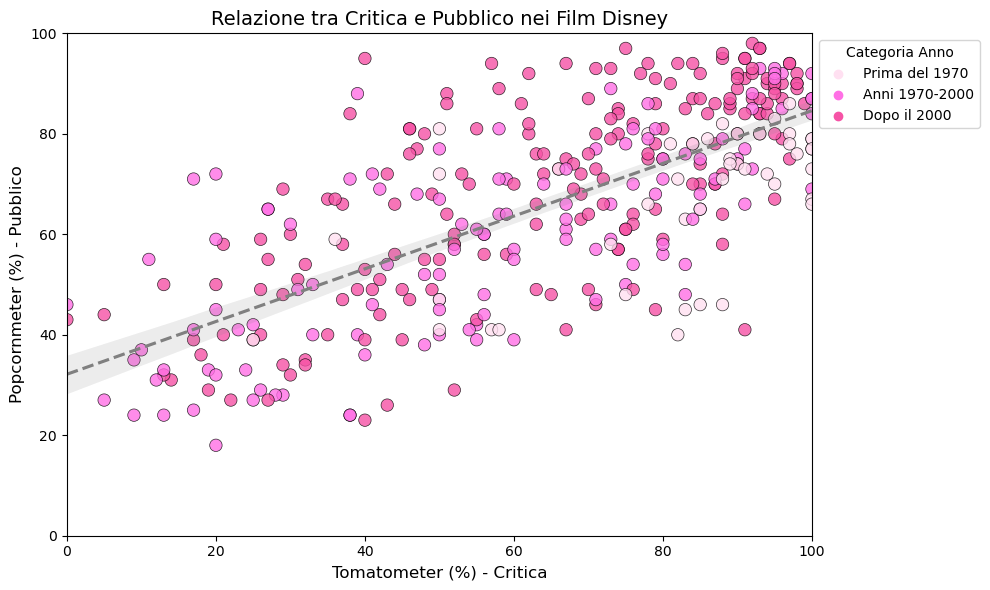 Relazione tra Critica e Pubblico nei Film Disney
Popcornmeter (%) - Pubblico
100
80
60
40
20
0
0 20 40 60 80 100
Tomatometer (%) - Critica
Categoria Anno
Prima del 1970
Anni 1970-2000
Dopo il 2000